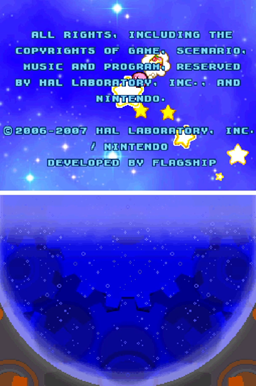 ALL RIGHTS, INCLUDING THE
COPYRIGHTS OF GAME, SCENARIO,
MUSIC AND PROGRAM, RESERVED
BY HAL LABORATORY, INC., AND
NINTENDO.
©2006-2007 HAL LABORATORY, INC.
/ NINTENDO
DEVELOPED BY FLAGSHIP